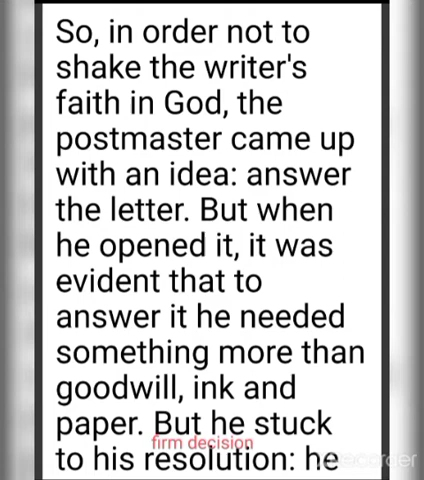 So, in order not to
shake the writer's
faith in God, the
postmaster came up
with an idea: answer
the letter. But when
he opened it, it was
evident that to
answer it he needed
something more than
goodwill, ink and
paper. But he stuck
firm decision
to his resolution: he